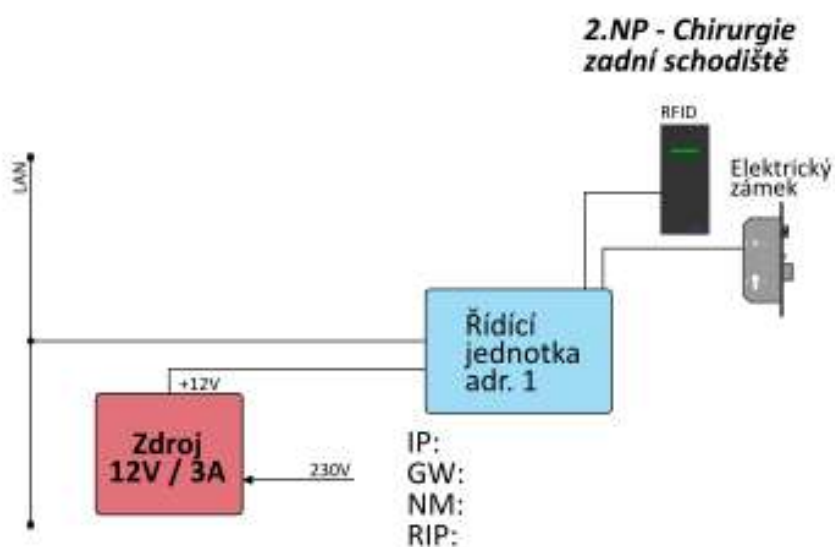 2.NP - Chirurgie
zadní schodiště
RFID
LAN
Elektrický
zámek
Řídící
jednotka
adr. 1
+12V
Zdroj
12V / 3A
230V
IP:
GW:
NM:
RIP: